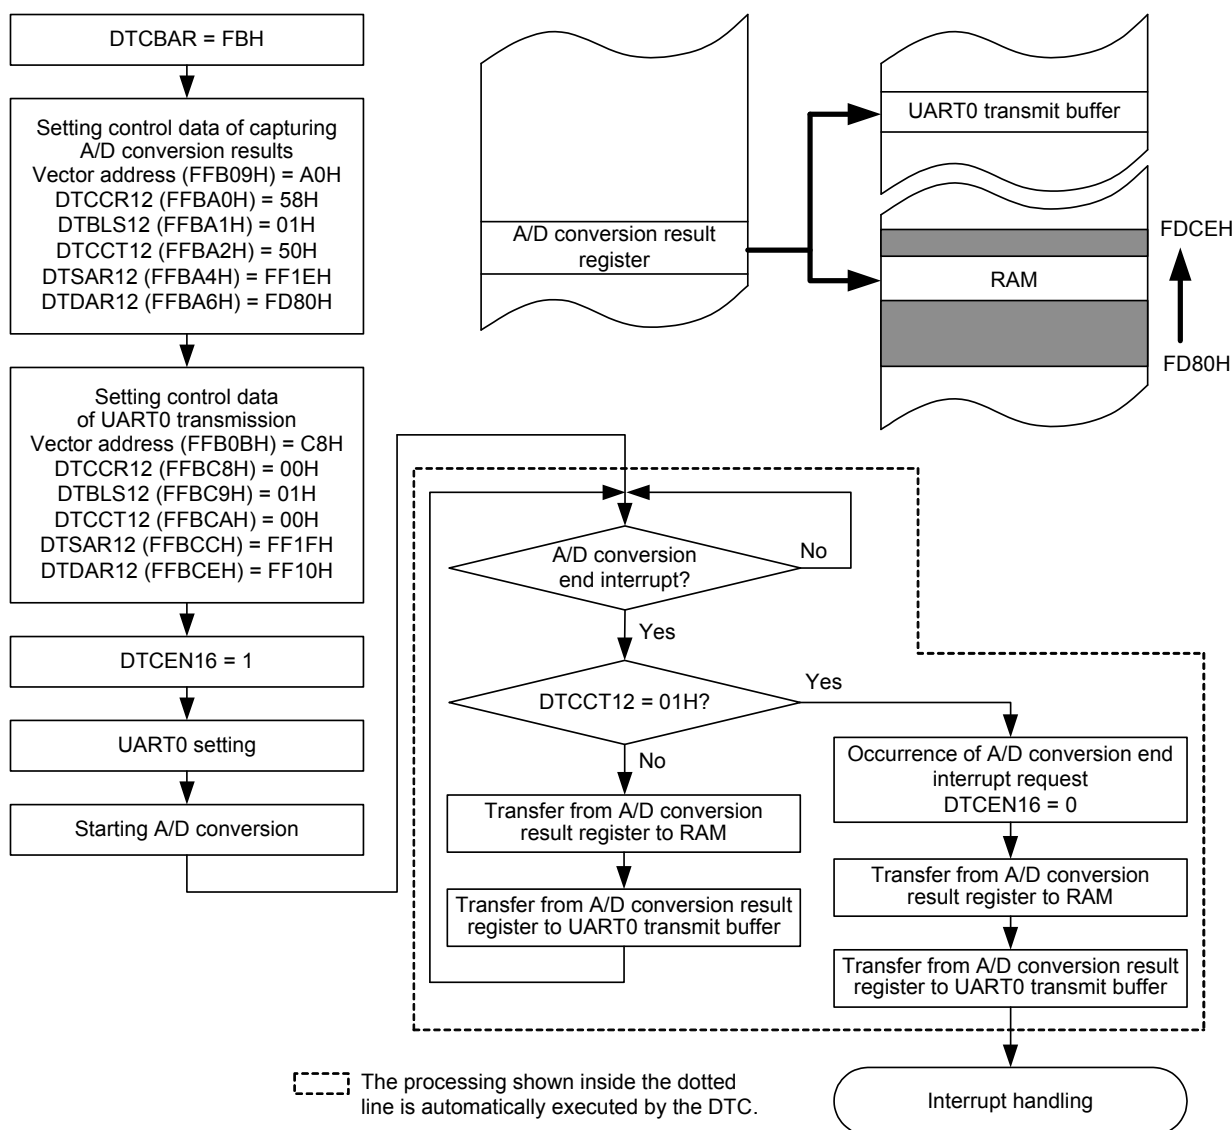 DTCBAR = FBH
Setting control data of capturing
A/D conversion results
Vector address (FFB09H) = A0H
DTCCR12 (FFBA0H) = 58H
DTBLS12 (FFBA1H) = 01H
DTCCT12 (FFBA2H) = 50H
DTSAR12 (FFBA4H) = FF1EH
DTDAR12 (FFBA6H) = FD80H
Setting control data
of UART0 transmission
Vector address (FFB0BH) = C8H
DTCCR12 (FFBC8H) = 00H
DTBLS12 (FFBC9H) = 01H
DTCCT12 (FFBCAH) = 00H
DTSAR12 (FFBCCH) = FF1FH
DTDAR12 (FFBCEH) = FF10H
DTCEN16 = 1
UART0 setting
Starting A/D conversion
A/D conversion result
register
UART0 transmit buffer
RAM
FDCEH
FD80H
A/D conversion
end interrupt?
No
Yes
DTCCT12 = 01H?
Yes
No
Transfer from A/D conversion
result register to RAM
Transfer from A/D conversion result
register to UART0 transmit buffer
Occurrence of A/D conversion end
interrupt request
DTCEN16 = 0
Transfer from A/D conversion
result register to RAM
Transfer from A/D conversion result
register to UART0 transmit buffer
Interrupt handling
The processing shown inside the dotted
line is automatically executed by the DTC.